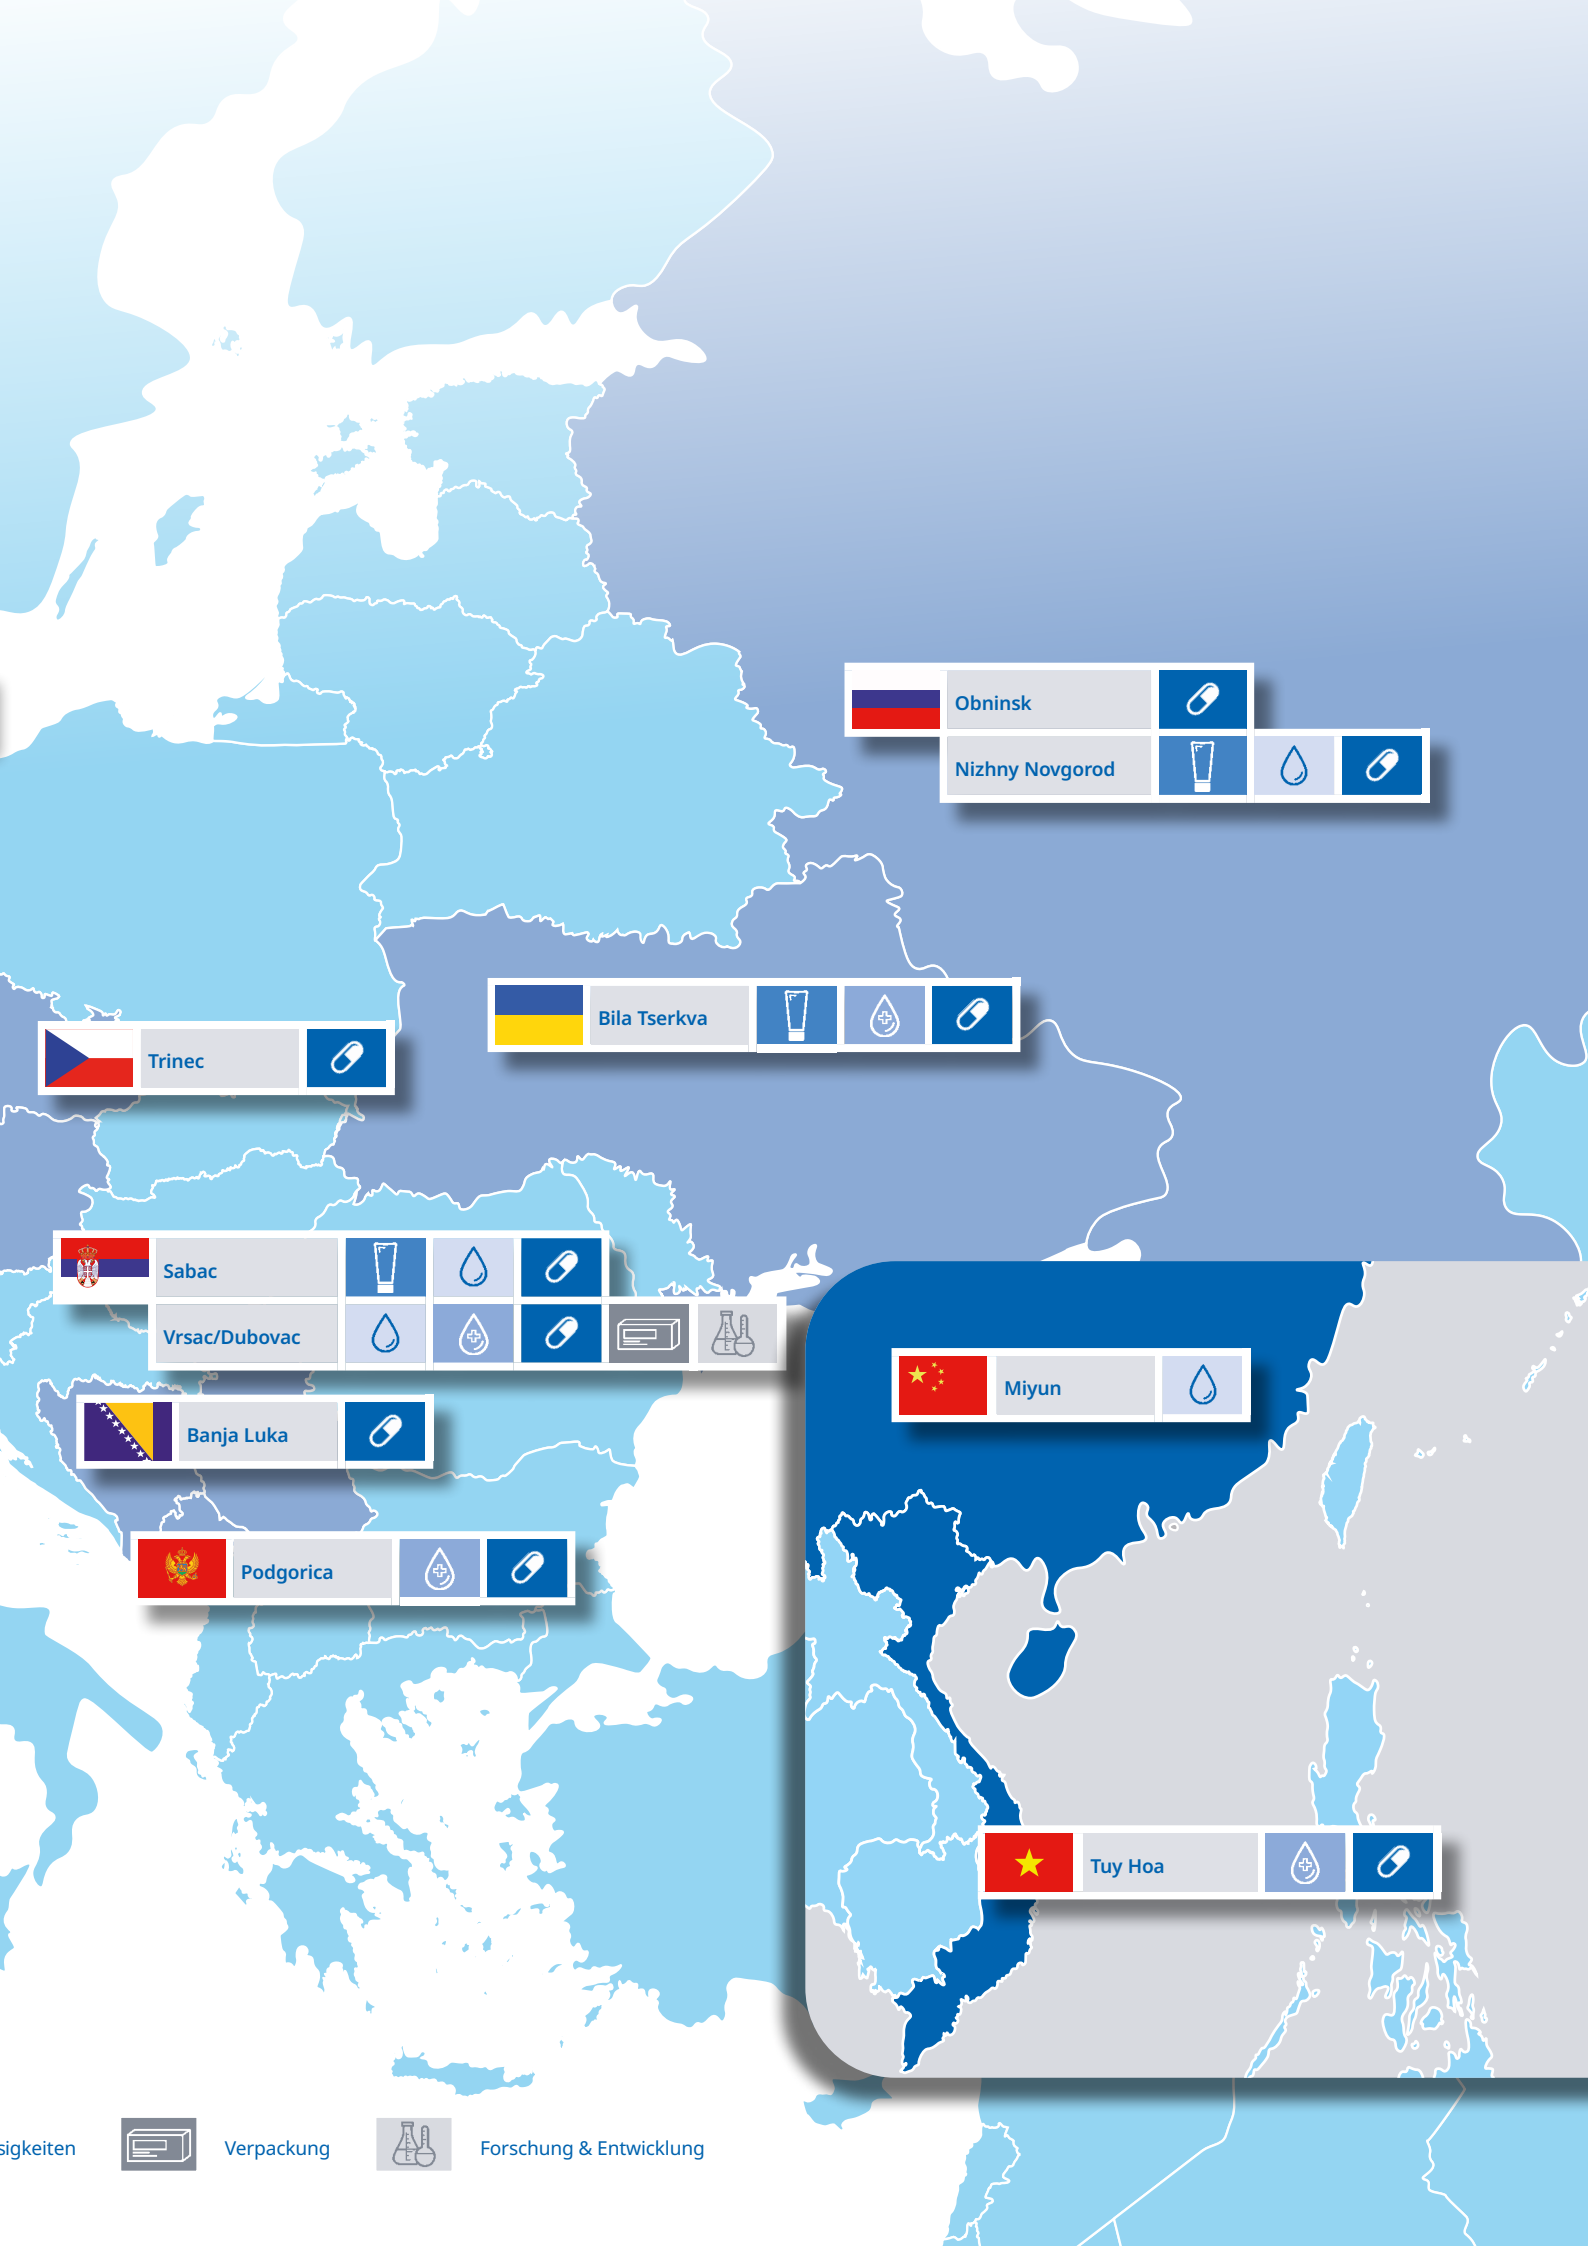 Obninsk
Nizhny Novgorod
Bila Tserkva
Trinec
Sabac
Vrsac/Dubovac
Miyun
Banja Luka
Podgorica
Tuy Hoa
sigkeiten
Verpackung
Forschung & Entwicklung